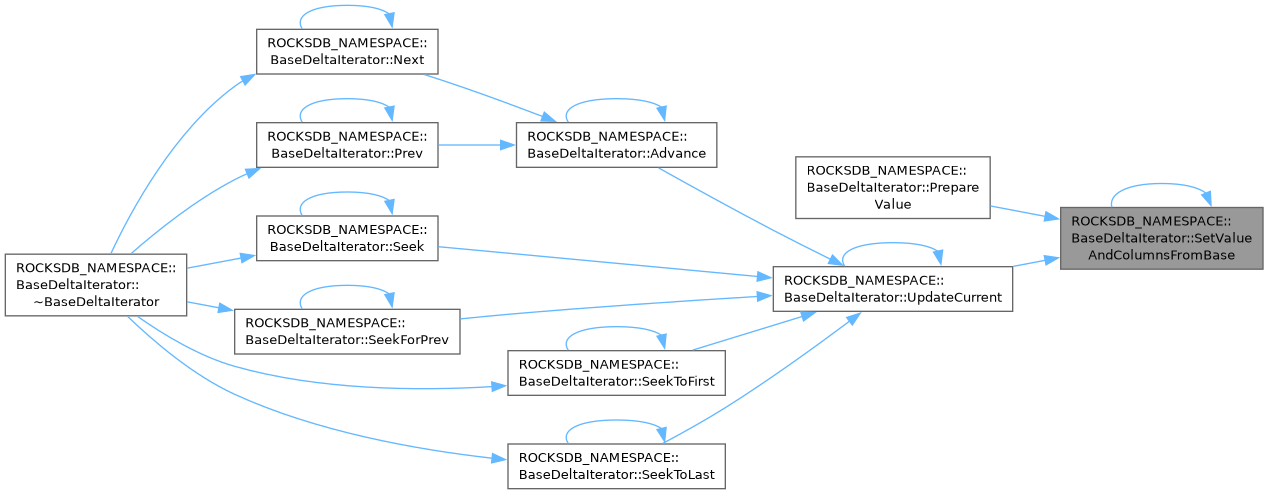 ROCKSDB_NAMESPACE::
BaseDeltaIterator::Next
ROCKSDB_NAMESPACE::
BaseDeltaIterator::Prev
ROCKSDB_NAMESPACE::
BaseDeltaIterator::Advance
ROCKSDB_NAMESPACE::
BaseDeltaIterator::Prepare
Value
ROCKSDB_NAMESPACE::
BaseDeltaIterator::SetValue
AndColumnsFromBase
ROCKSDB_NAMESPACE::
BaseDeltaIterator::Seek
ROCKSDB_NAMESPACE::
BaseDeltaIterator::
~BaseDeltaIterator
ROCKSDB_NAMESPACE::
BaseDeltaIterator::UpdateCurrent
ROCKSDB_NAMESPACE::
BaseDeltaIterator::SeekForPrev
ROCKSDB_NAMESPACE::
BaseDeltaIterator::SeekToFirst
ROCKSDB_NAMESPACE::
BaseDeltaIterator::SeekToLast